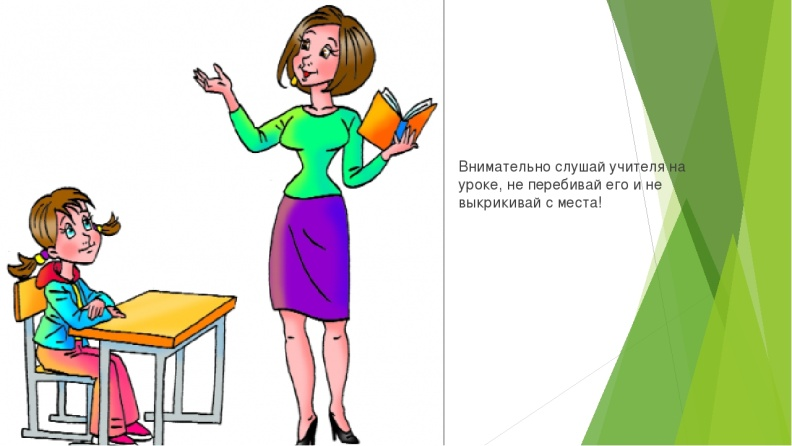 Внимательно слушай учителя на
уроке, не перебивай его и не
выкрикивай с места!